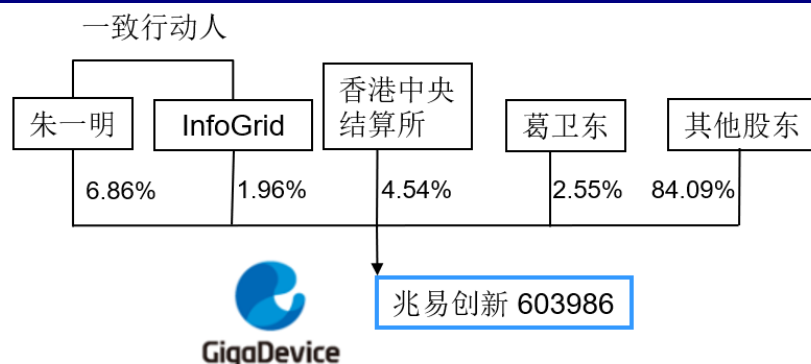 一致行动人
朱一明
InfoGrid
香港中央
结算所
葛卫东
其他股东
6.86%
1.96%
4.54%
2.55%
84.09%
兆易创新 603986
GigaDevice